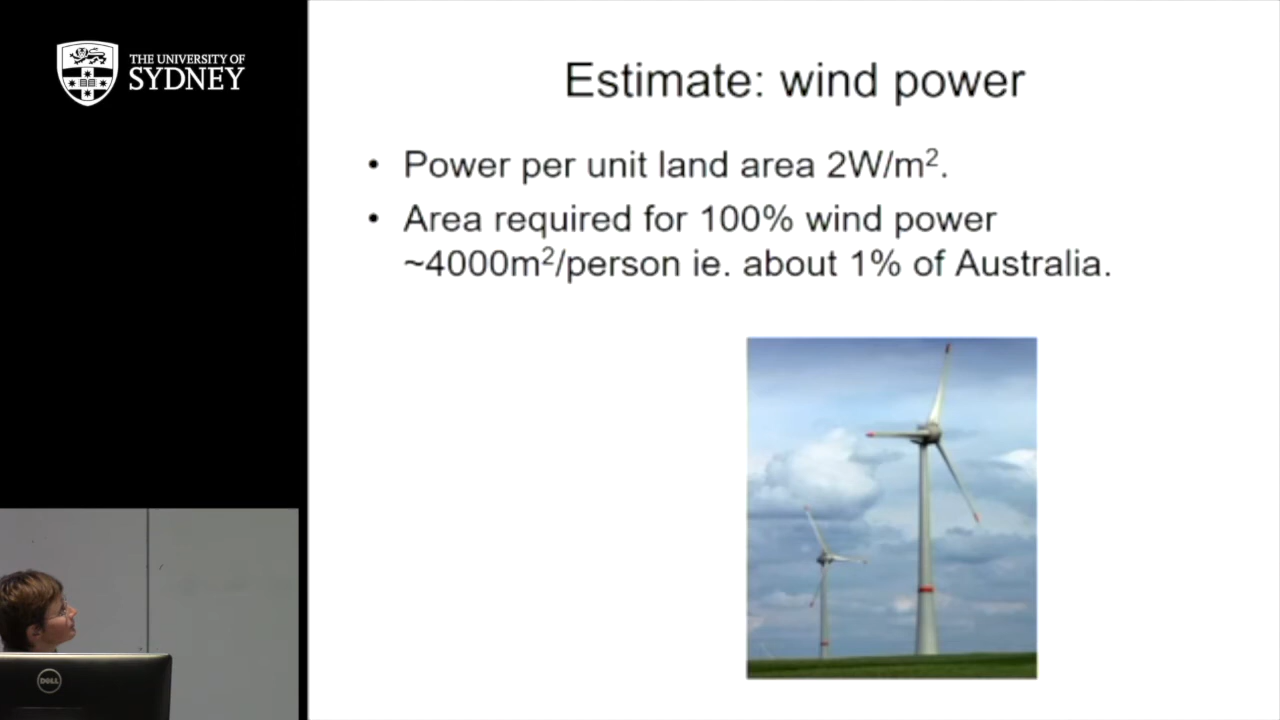 THE UNIVERSITY OF
SYDNEY
Estimate: wind power
• Power per unit land area 2W/m².
• Area required for 100% wind power
~4000m²/person ie. about 1% of Australia.
DELL